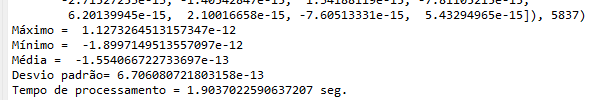 6.20139945e-15,  2.10016658e-15, -7.60513331e-15,  5.43294965e-15]), 5837)
Máximo =  1.1273264513157347e-12
Mínimo =  -1.8997149513557097e-12
Média =  -1.554066722733697e-13
Desvio padrão= 6.706080721803158e-13
Tempo de processamento = 1.9037022590637207 seg.